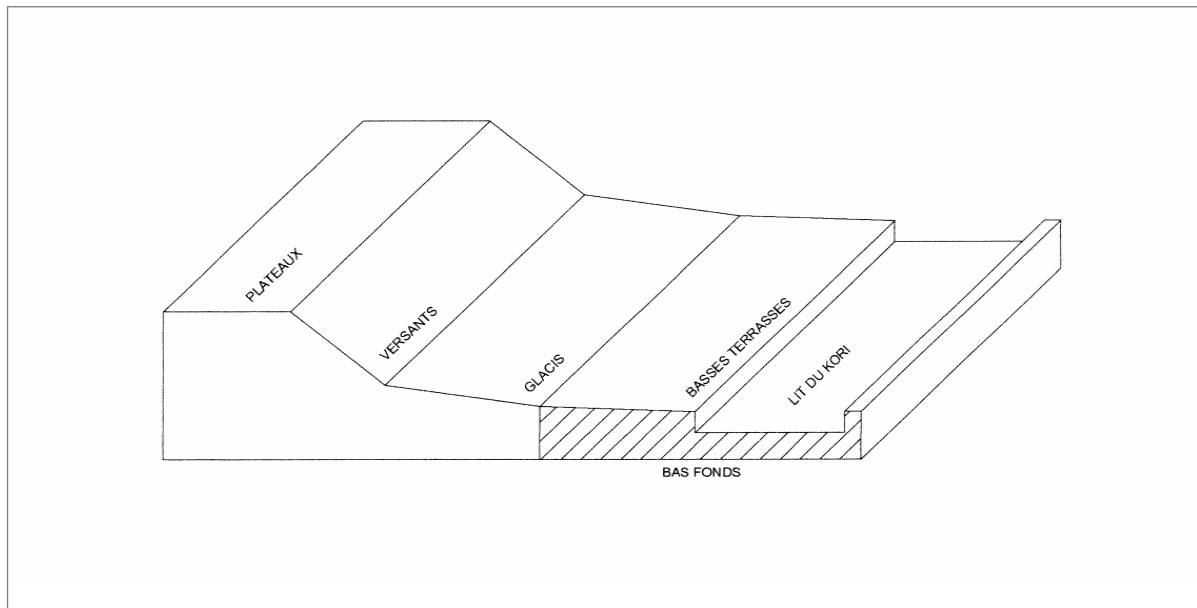 PLATEAUX
VERSANTS
GLACIS
BASSES TERRASSES
LIT DU KORI
BAS FONDS